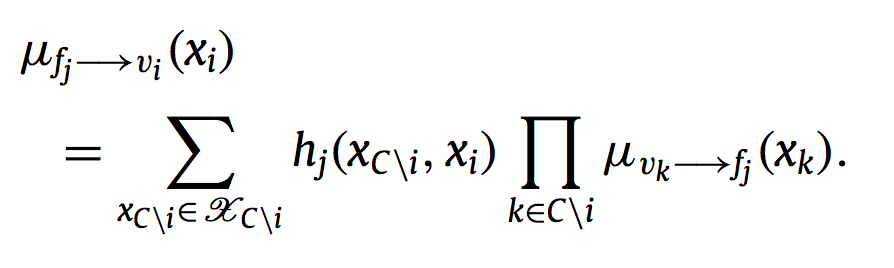 μ_{f_j ⟶ v_i}(x_i)
= ∑_{x_{C\i} ∈ 𝒳_{C\i}} h_j(x_{C\i}, x_i) ∏_{k∈C\i} μ_{v_k ⟶ f_j}(x_k).